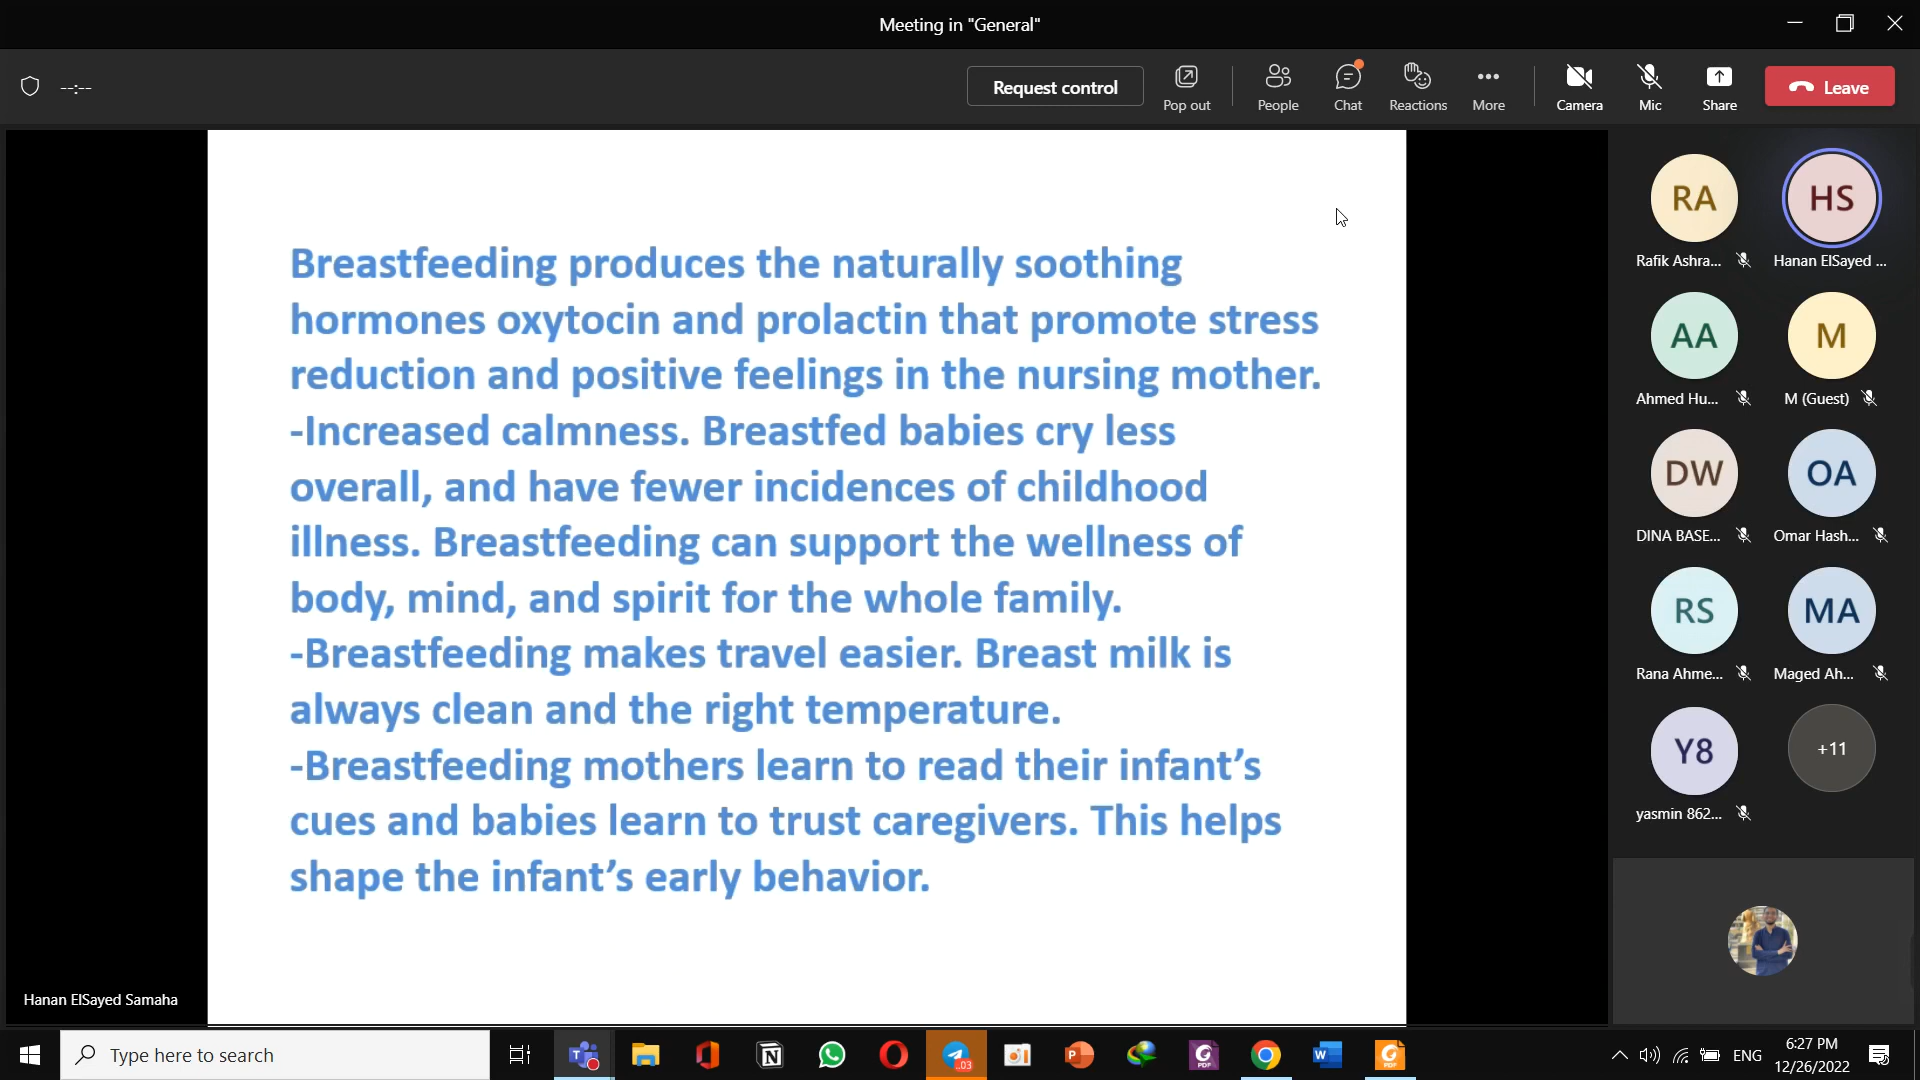 Meeting in "General"
--:--
Request control
Pop out
People
Chat
Reactions
More
Camera
Mic
Share
Leave
Breastfeeding produces the naturally soothing
hormones oxytocin and prolactin that promote stress
reduction and positive feelings in the nursing mother.
-Increased calmness. Breastfed babies cry less
overall, and have fewer incidences of childhood
illness. Breastfeeding can support the wellness of
body, mind, and spirit for the whole family.
-Breastfeeding makes travel easier. Breast milk is
always clean and the right temperature.
-Breastfeeding mothers learn to read their infant’s
cues and babies learn to trust caregivers. This helps
shape the infant’s early behavior.
Hanan ElSayed Samaha
RA
Rafik Ashra...
HS
Hanan ElSayed ...
AA
Ahmed Hu...
M
M (Guest)
DW
DINA BASE...
OA
Omar Hash...
RS
Rana Ahme...
MA
Maged Ah...
Y8
yasmin 862...
+11
Type here to search
..03
ENG
6:27 PM
12/26/2022